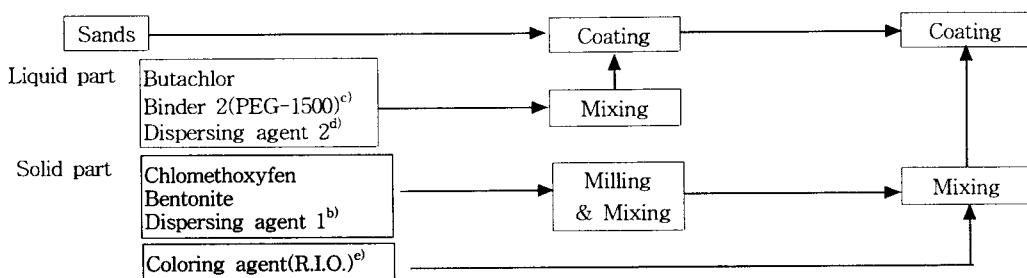 Sands
Coating
Coating
Liquid part
Butachlor
Binder 2(PEG-1500)c)
Dispersing agent 2d)
Mixing
Solid part
Chlomethoxyfen
Bentonite
Dispersing agent 1b)
Milling
& Mixing
Mixing
Coloring agent(R.I.O.)e)